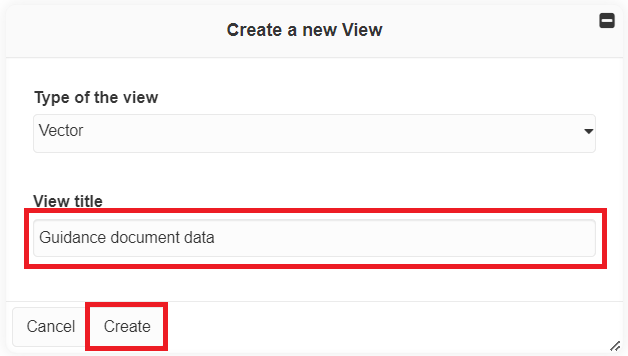 Create a new View
Type of the view
Vector
View title
Guidance document data
Cancel Create